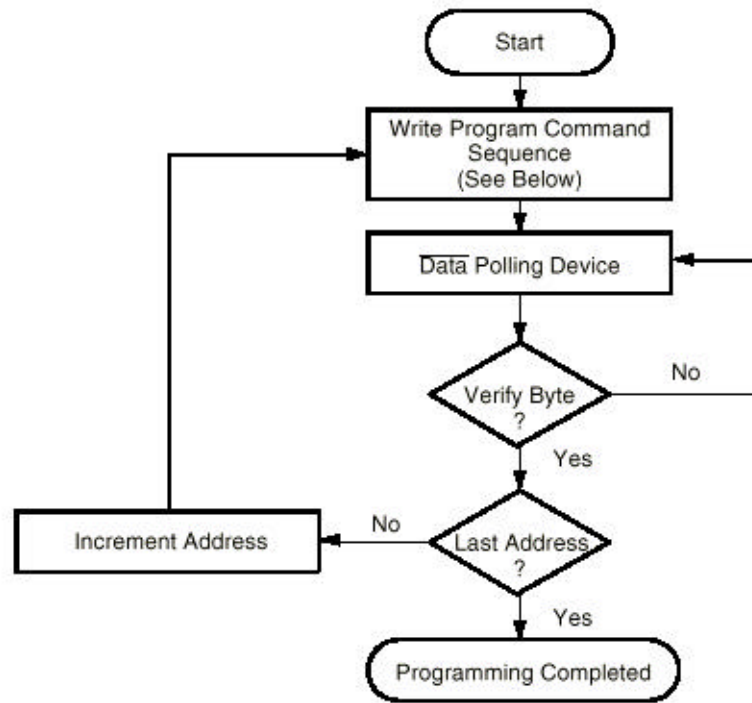 Start
Write Program Command
Sequence
(See Below)
Data Polling Device
Verify Byte
?
No
Yes
Increment Address
No
Last Address
?
Yes
Programming Completed